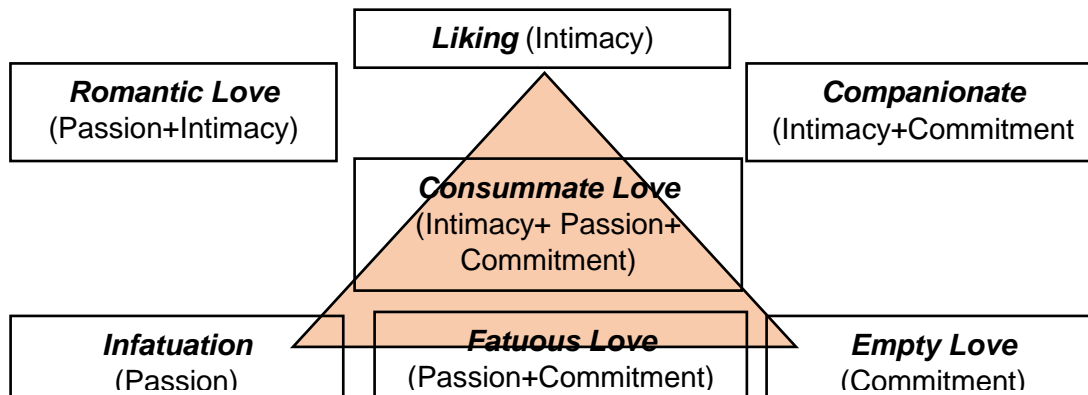 Liking (Intimacy)
Romantic Love
(Passion+Intimacy)
Companionate
(Intimacy+Commitment
Consummate Love
(Intimacy+ Passion+
Commitment)
Infatuation
(Passion)
Fatuous Love
(Passion+Commitment)
Empty Love
(Commitment)